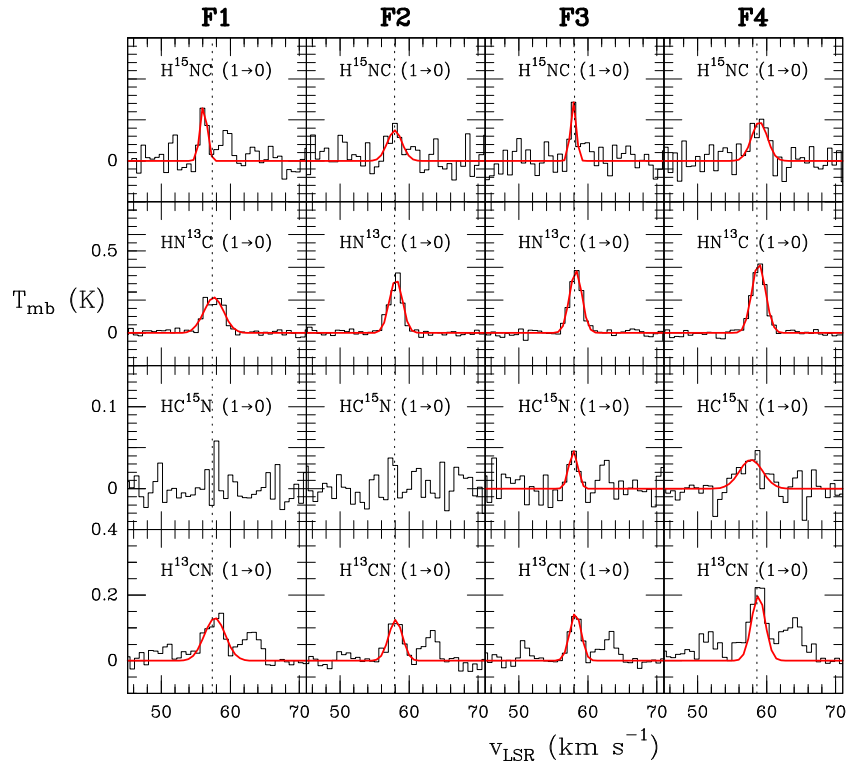 F1 F2 F3 F4
H¹⁵NC (1→0) H¹⁵NC (1→0) H¹⁵NC (1→0) H¹⁵NC (1→0)
0
HN¹³C (1→0) HN¹³C (1→0) HN¹³C (1→0) HN¹³C (1→0)
0.5
T_mb (K)
0
HC¹⁵N (1→0) HC¹⁵N (1→0) HC¹⁵N (1→0) HC¹⁵N (1→0)
0.1
0
0.4
H¹³CN (1→0) H¹³CN (1→0) H¹³CN (1→0) H¹³CN (1→0)
0.2
0
50 60 70 50 60 70 50 60 70 50 60 70
v_LSR (km s⁻¹)